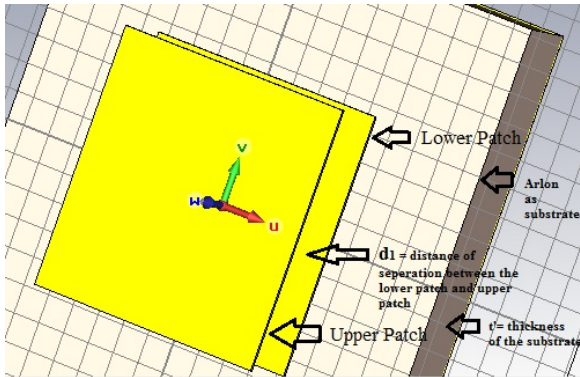 Lower Patch
v
w
u
Arlon
as
substrate
d1 = distance of
seperation between the
lower patch and upper
patch
Upper Patch
t'= thickness
of the substrate